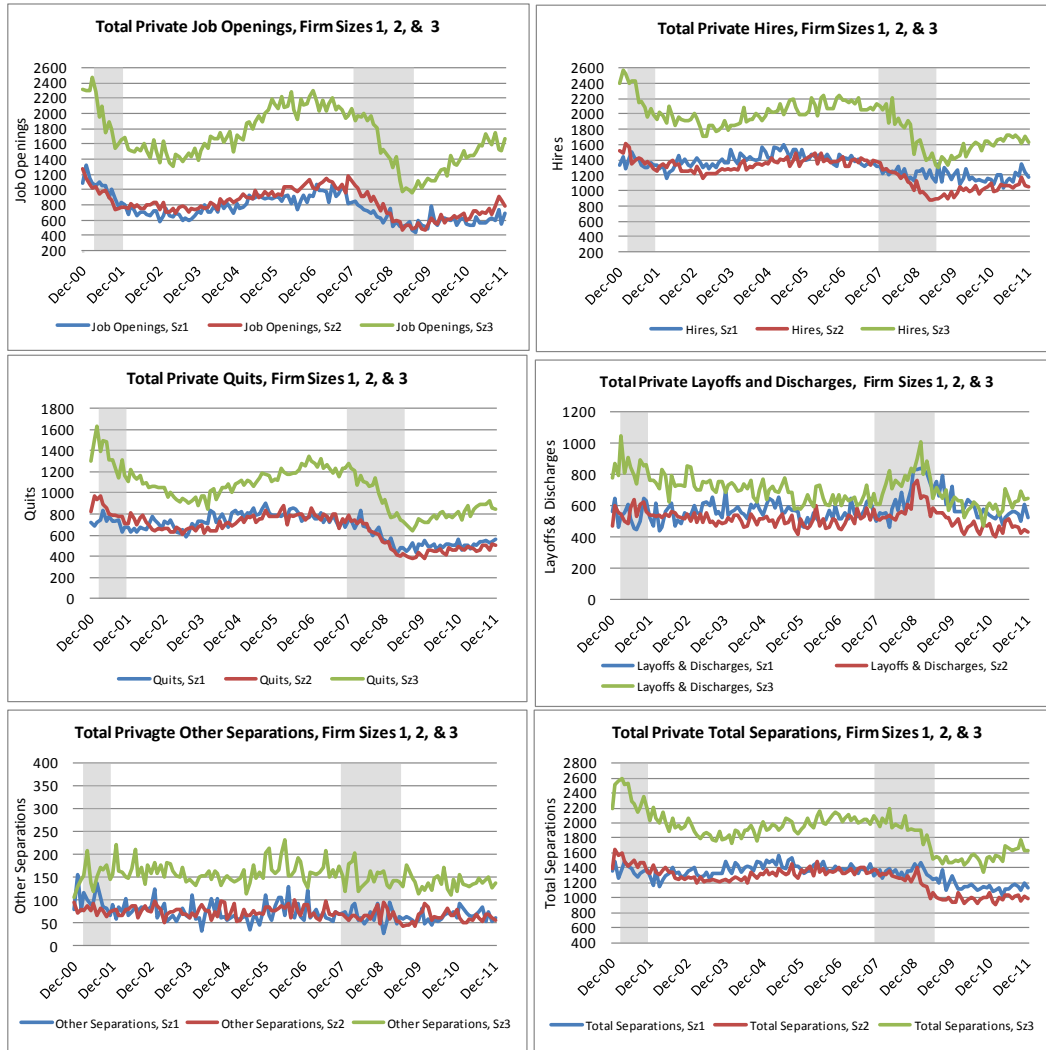 Total Private Job Openings, Firm Sizes 1, 2, & 3
Job Openings
2600
2400
2200
2000
1800
1600
1400
1200
1000
800
600
400
200
Dec-00
Dec-01
Dec-02
Dec-03
Dec-04
Dec-05
Dec-06
Dec-07
Dec-08
Dec-09
Dec-10
Dec-11
Job Openings, Sz1
Job Openings, Sz2
Job Openings, Sz3
Total Private Hires, Firm Sizes 1, 2, & 3
Hires
2600
2400
2200
2000
1800
1600
1400
1200
1000
800
600
400
200
Dec-00
Dec-01
Dec-02
Dec-03
Dec-04
Dec-05
Dec-06
Dec-07
Dec-08
Dec-09
Dec-10
Dec-11
Hires, Sz1
Hires, Sz2
Hires, Sz3
Total Private Quits, Firm Sizes 1, 2, & 3
Quits
1800
1600
1400
1200
1000
800
600
400
200
0
Dec-00
Dec-01
Dec-02
Dec-03
Dec-04
Dec-05
Dec-06
Dec-07
Dec-08
Dec-09
Dec-10
Dec-11
Quits, Sz1
Quits, Sz2
Quits, Sz3
Total Private Layoffs and Discharges, Firm Sizes 1, 2, & 3
Layoffs & Discharges
1200
1000
800
600
400
200
0
Dec-00
Dec-01
Dec-02
Dec-03
Dec-04
Dec-05
Dec-06
Dec-07
Dec-08
Dec-09
Dec-10
Dec-11
Layoffs & Discharges, Sz1
Layoffs & Discharges, Sz2
Layoffs & Discharges, Sz3
Total Privagte Other Separations, Firm Sizes 1, 2, & 3
Other Separations
400
350
300
250
200
150
100
50
0
Dec-00
Dec-01
Dec-02
Dec-03
Dec-04
Dec-05
Dec-06
Dec-07
Dec-08
Dec-09
Dec-10
Dec-11
Other Separations, Sz1
Other Separations, Sz2
Other Separations, Sz3
Total Private Total Separations, Firm Sizes 1, 2, & 3
Total Separations
2800
2600
2400
2200
2000
1800
1600
1400
1200
1000
800
600
400
Dec-00
Dec-01
Dec-02
Dec-03
Dec-04
Dec-05
Dec-06
Dec-07
Dec-08
Dec-09
Dec-10
Dec-11
Total Separations, Sz1
Total Separations, Sz2
Total Separations, Sz3